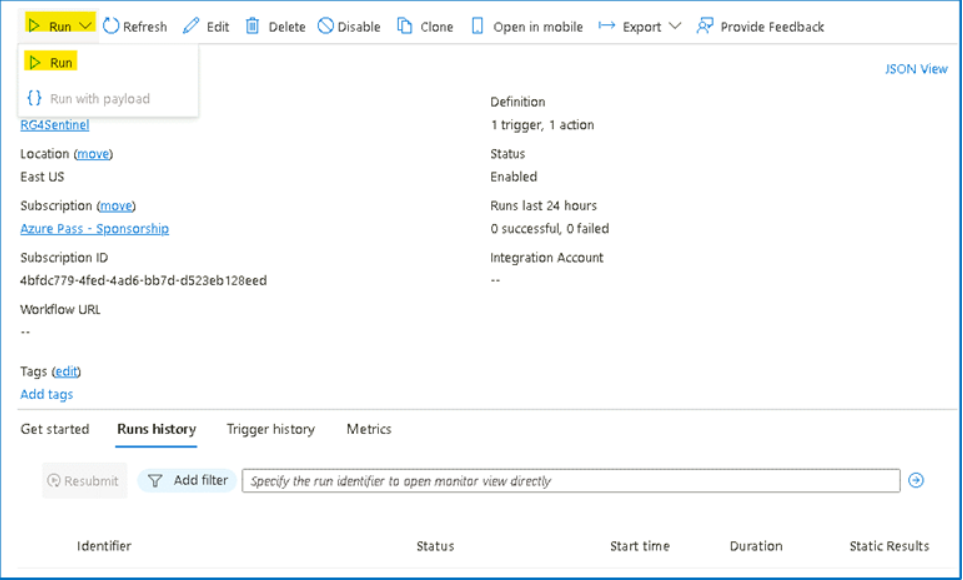 Run Refresh Edit Delete Disable Clone Open in mobile Export Provide Feedback
Run
JSON View
Run with payload
Definition
RG4Sentinel 1 trigger, 1 action
Location (move) Status
East US Enabled
Subscription (move) Runs last 24 hours
Azure Pass - Sponsorship 0 successful, 0 failed
Subscription ID Integration Account
4bfdc779-4fed-4ad6-bb7d-d523eb128eed --
Workflow URL
--
Tags (edit)
Add tags
Get started Runs history Trigger history Metrics
Resubmit Add filter Specify the run identifier to open monitor view directly
Identifier Status Start time Duration Static Results